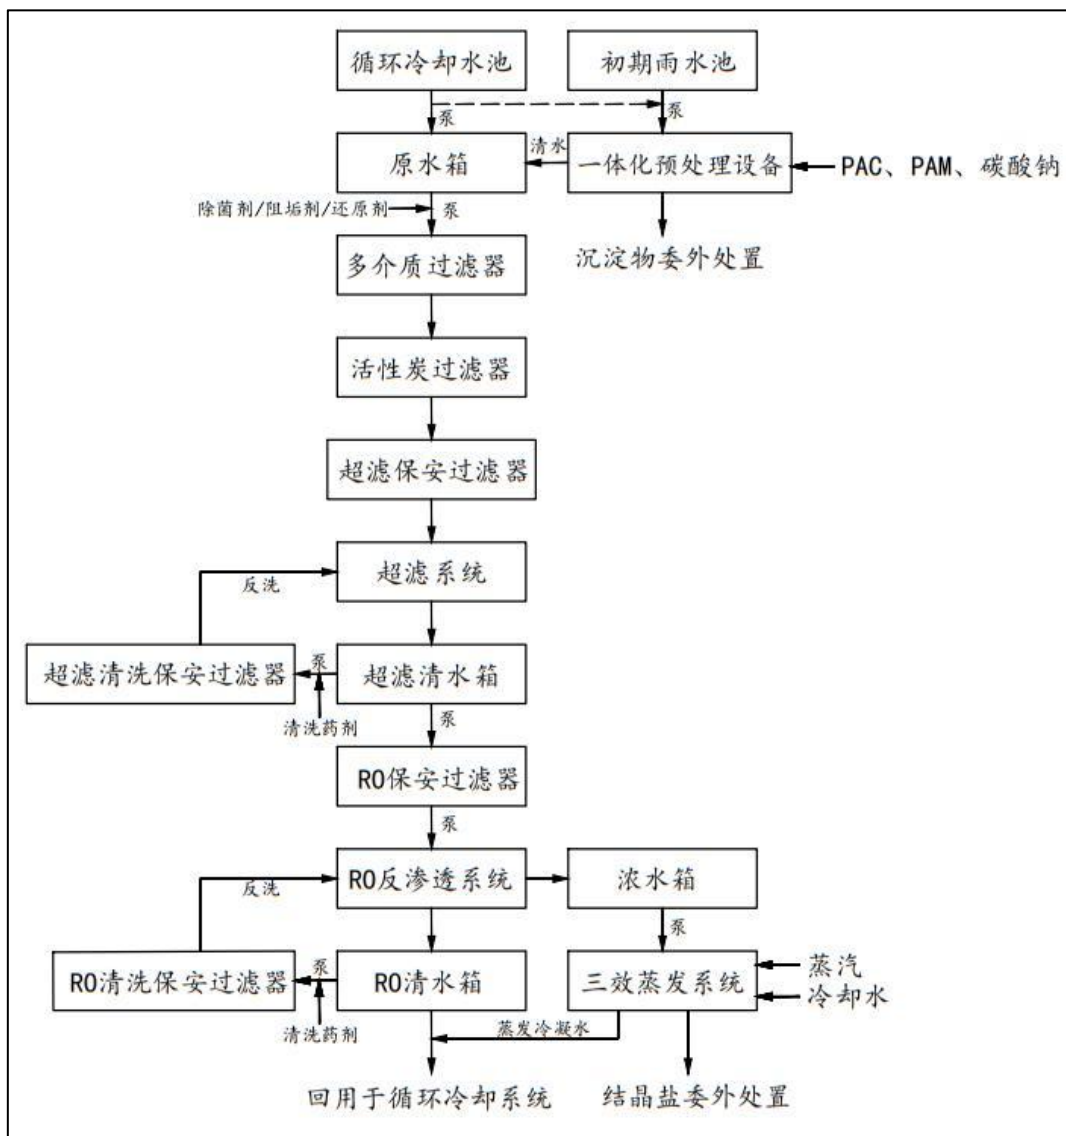 循环冷却水池
初期雨水池
泵
泵
清水
原水箱
一体化预处理设备
PAC、PAM、碳酸钠
除菌剂/阻垢剂/还原剂
泵
多介质过滤器
沉淀物委外处置
活性炭过滤器
超滤保安过滤器
反洗
超滤系统
超滤清洗保安过滤器
泵
超滤清水箱
清洗药剂
泵
RO保安过滤器
泵
反洗
RO反渗透系统
浓水箱
泵
RO清洗保安过滤器
泵
RO清水箱
三效蒸发系统
蒸汽
冷却水
清洗药剂
蒸发冷凝水
回用于循环冷却系统
结晶盐委外处置